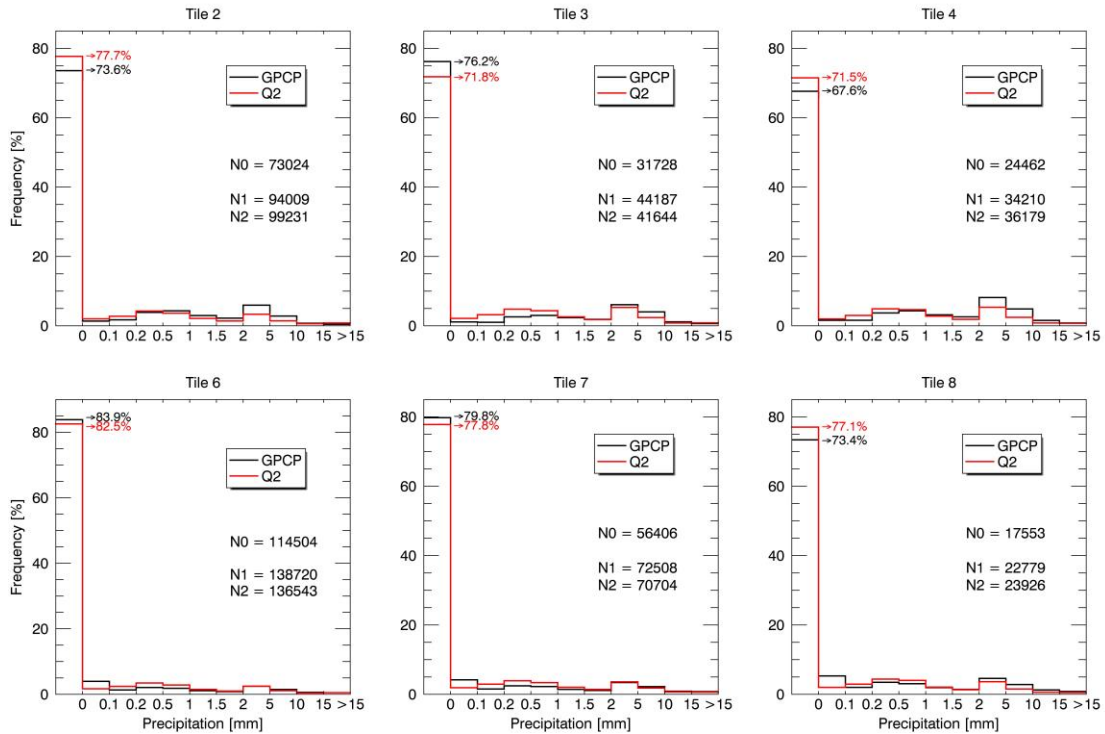 Tile 2
Tile 3
Tile 4
80
→77.7%
→73.6%
GPCP
Q2
60
N0 = 73024
N1 = 94009
N2 = 99231
40
20
0
Frequency [%]
0 0.1 0.2 0.5 1 1.5 2 5 10 15 >15
80
→76.2%
→71.8%
GPCP
Q2
60
N0 = 31728
N1 = 44187
N2 = 41644
40
20
0
0 0.1 0.2 0.5 1 1.5 2 5 10 15 >15
80
→71.5%
→67.6%
GPCP
Q2
60
N0 = 24462
N1 = 34210
N2 = 36179
40
20
0
0 0.1 0.2 0.5 1 1.5 2 5 10 15 >15
Tile 6
Tile 7
Tile 8
80
→83.9%
→82.5%
GPCP
Q2
60
N0 = 114504
N1 = 138720
N2 = 136543
40
20
0
Frequency [%]
0 0.1 0.2 0.5 1 1.5 2 5 10 15 >15
Precipitation [mm]
80
→79.8%
→77.8%
GPCP
Q2
60
N0 = 56406
N1 = 72508
N2 = 70704
40
20
0
0 0.1 0.2 0.5 1 1.5 2 5 10 15 >15
Precipitation [mm]
80
→77.1%
→73.4%
GPCP
Q2
60
N0 = 17553
N1 = 22779
N2 = 23926
40
20
0
0 0.1 0.2 0.5 1 1.5 2 5 10 15 >15
Precipitation [mm]